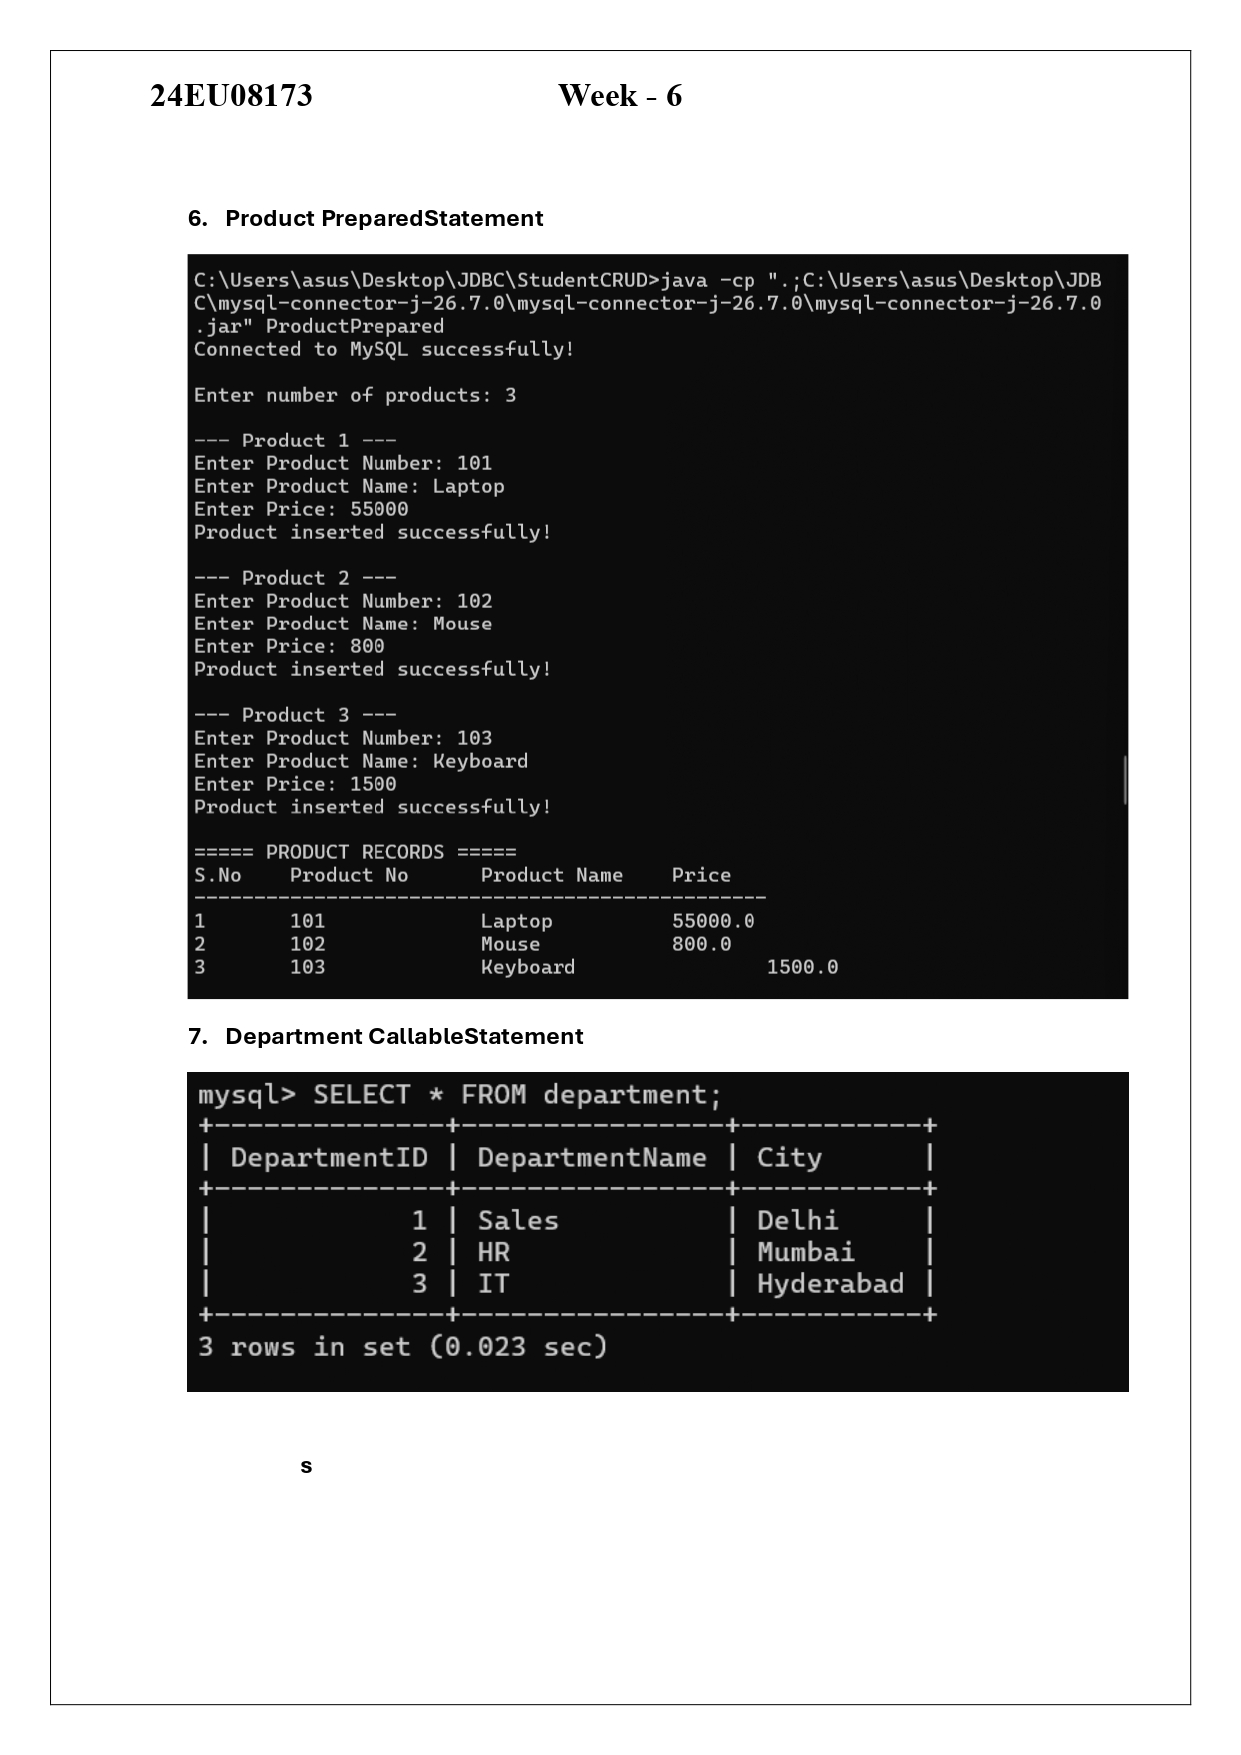 24EU08173 Week - 6
6. Product PreparedStatement
C:\Users\asus\Desktop\JDBC\StudentCRUD>java -cp ".;C:\Users\asus\Desktop\JDB
C\mysql-connector-j-26.7.0\mysql-connector-j-26.7.0\mysql-connector-j-26.7.0
.jar" ProductPrepared
Connected to MySQL successfully!
Enter number of products: 3
--- Product 1 ---
Enter Product Number: 101
Enter Product Name: Laptop
Enter Price: 55000
Product inserted successfully!
--- Product 2 ---
Enter Product Number: 102
Enter Product Name: Mouse
Enter Price: 800
Product inserted successfully!
--- Product 3 ---
Enter Product Number: 103
Enter Product Name: Keyboard
Enter Price: 1500
Product inserted successfully!
===== PRODUCT RECORDS =====
S.No    Product No      Product Name    Price
------------------------------------------------
1       101             Laptop          55000.0
2       102             Mouse           800.0
3       103             Keyboard                1500.0
7. Department CallableStatement
mysql> SELECT * FROM department;
+--------------+----------------+-----------+
| DepartmentID | DepartmentName | City      |
+--------------+----------------+-----------+
|            1 | Sales          | Delhi     |
|            2 | HR             | Mumbai    |
|            3 | IT             | Hyderabad |
+--------------+----------------+-----------+
3 rows in set (0.023 sec)
s